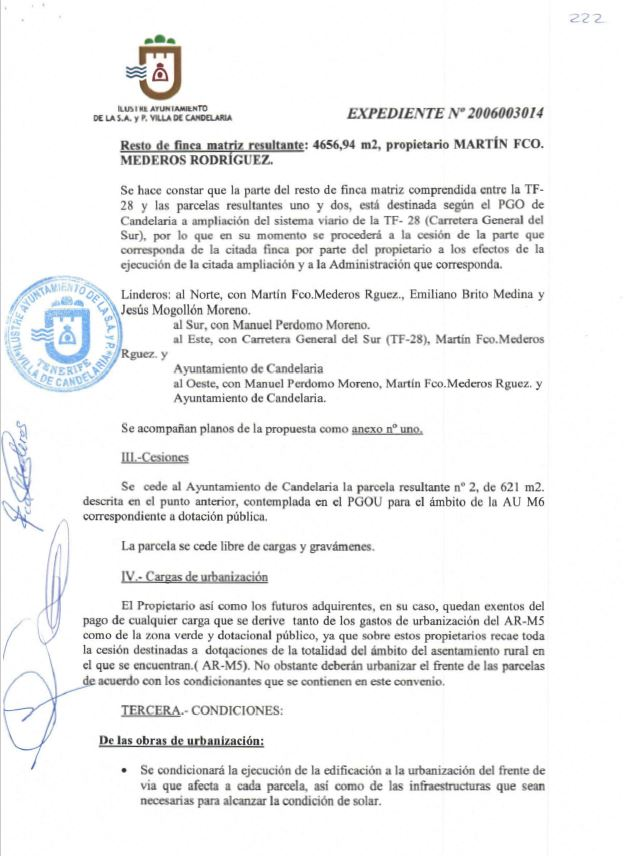 222
ILUSTRE AYUNTAMIENTO
DE LA S.A. y P. VILLA DE CANDELARIA
EXPEDIENTE Nº 2006003014
Resto de finca matriz resultante: 4656,94 m2, propietario MARTÍN FCO.
MEDEROS RODRÍGUEZ.
Se hace constar que la parte del resto de finca matriz comprendida entre la TF-
28 y las parcelas resultantes uno y dos, está destinada según el PGO de
Candelaria a ampliación del sistema viario de la TF- 28 (Carretera General del
Sur), por lo que en su momento se procederá a la cesión de la parte que
corresponda de la citada finca por parte del propietario a los efectos de la
ejecución de la citada ampliación y a la Administración que corresponda.
Linderos: al Norte, con Martín Fco.Mederos Rguez., Emiliano Brito Medina y
Jesús Mogollón Moreno.
al Sur, con Manuel Perdomo Moreno.
al Este, con Carretera General del Sur (TF-28), Martín Fco.Mederos
Rguez. y
Ayuntamiento de Candelaria
al Oeste, con Manuel Perdomo Moreno, Martín Fco.Mederos Rguez. y
Ayuntamiento de Candelaria.
ILUSTRE AYUNTAMIENTO DE LA S.A. y P.
VILLA DE CANDELARIA
TENERIFE
Se acompañan planos de la propuesta como anexo nº uno.
III.-Cesiones
Se cede al Ayuntamiento de Candelaria la parcela resultante nº 2, de 621 m2.
descrita en el punto anterior, contemplada en el PGOU para el ámbito de la AU M6
correspondiente a dotación pública.
La parcela se cede libre de cargas y gravámenes.
IV.- Cargas de urbanización
El Propietario así como los futuros adquirentes, en su caso, quedan exentos del
pago de cualquier carga que se derive tanto de los gastos de urbanización del AR-M5
como de la zona verde y dotacional público, ya que sobre estos propietarios recae toda
la cesión destinadas a dotqaciones de la totalidad del ámbito del asentamiento rural en
el que se encuentran.( AR-M5). No obstante deberán urbanizar el frente de las parcelas
de acuerdo con los condicionantes que se contienen en este convenio.
TERCERA.- CONDICIONES:
De las obras de urbanización:
• Se condicionará la ejecución de la edificación a la urbanización del frente de
via que afecta a cada parcela, así como de las infraestructuras que sean
necesarias para alcanzar la condición de solar.